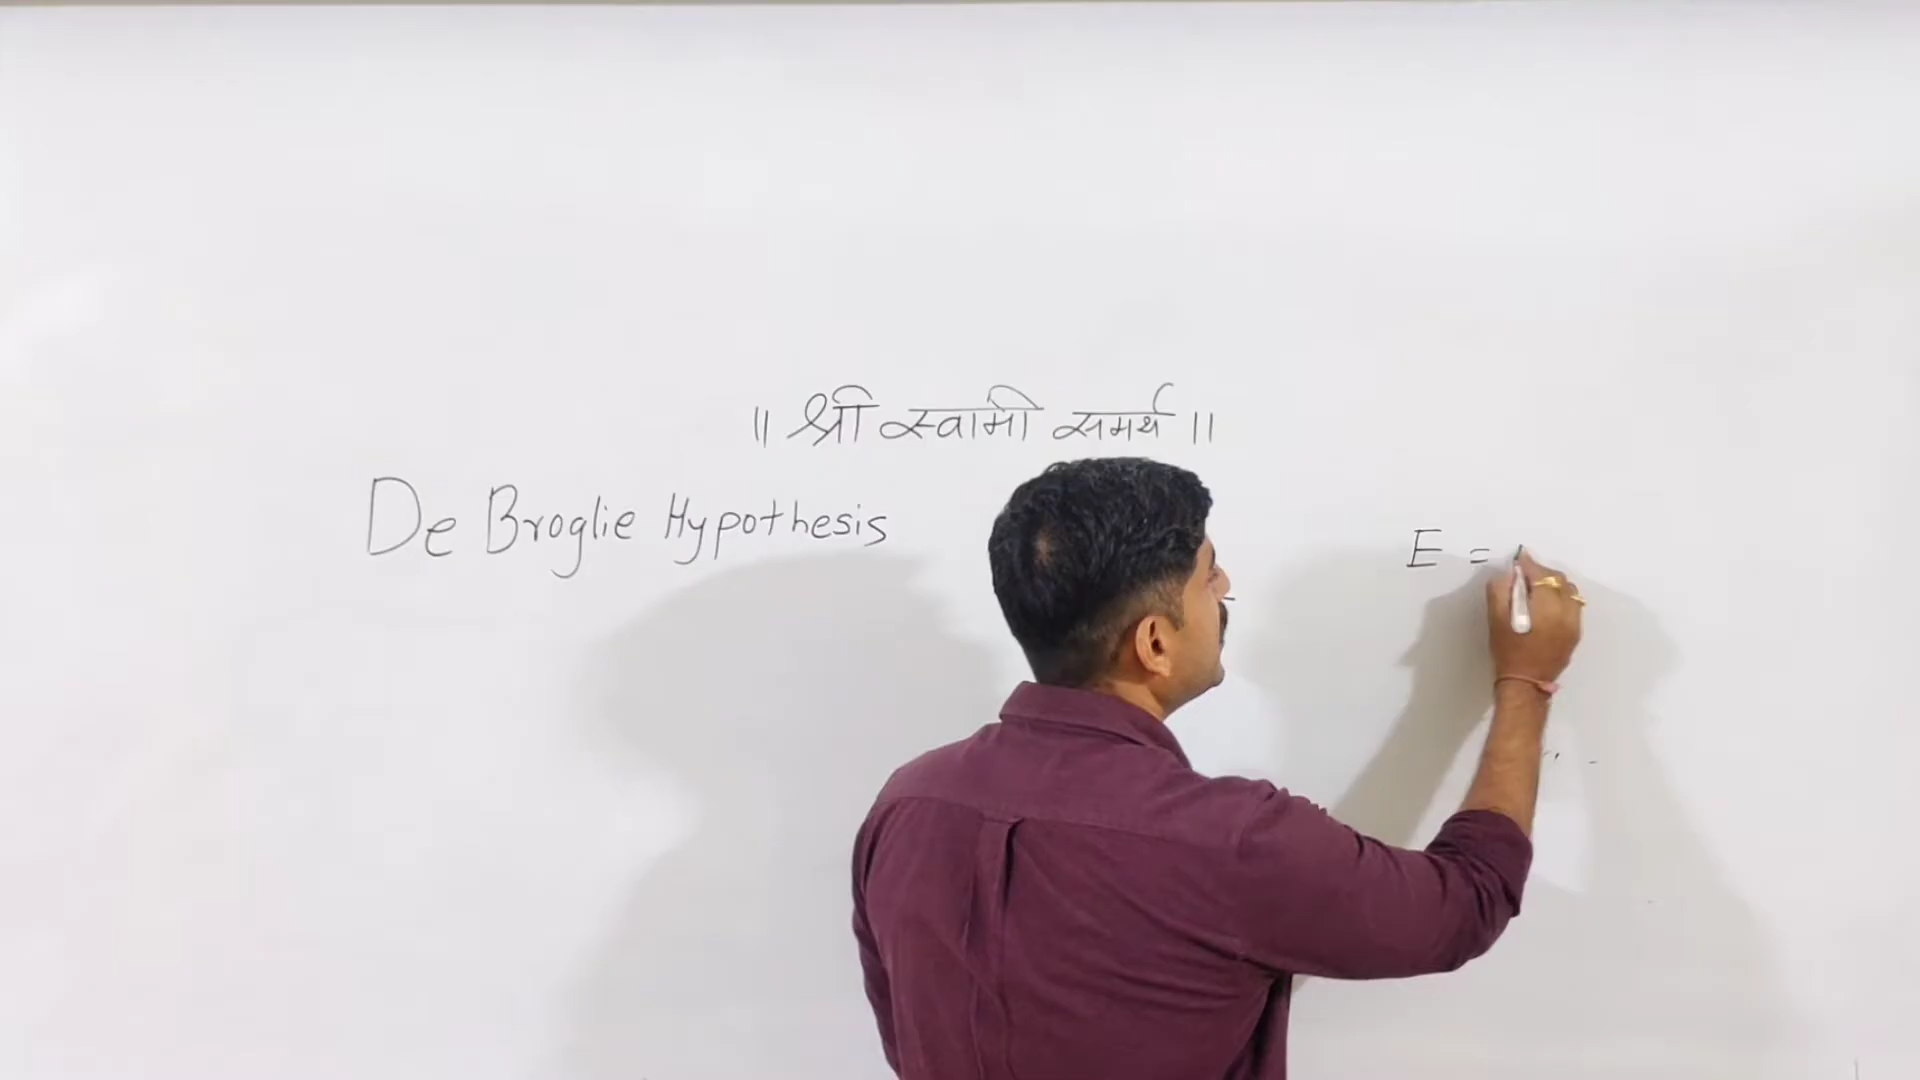 ॥ श्री स्वामी समर्थ ॥
De Broglie Hypothesis
E =